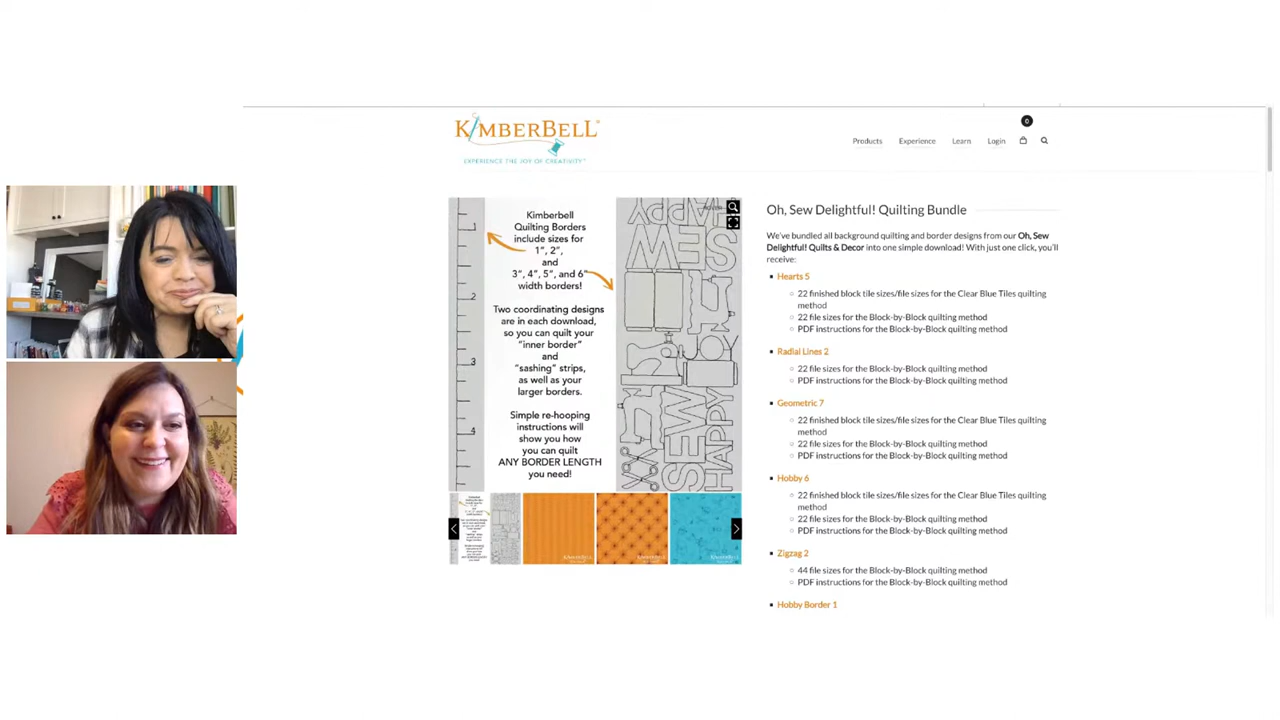 KIMBERBELL
EXPERIENCE THE JOY OF CREATIVITY
Products
Experience
Learn
Login
0
Kimberbell
Quilting Borders
include sizes for
1", 2",
and
3", 4", 5", and 6"
width borders!
Two coordinating designs
are in each download,
so you can quilt your
"inner border"
and
"sashing" strips,
as well as your
larger borders.
Simple re-hooping
instructions will
show you how
you can quilt
ANY BORDER LENGTH
you need!
1
2
3
4
HAPPY
SEW
JOY
SEW
HAPPY
Oh, Sew Delightful! Quilting Bundle
We've bundled all background quilting and border designs from our Oh, Sew
Delightful! Quilts & Decor into one simple download! With just one click, you'll
receive:
Hearts 5
22 finished block tile sizes/file sizes for the Clear Blue Tiles quilting
method
22 file sizes for the Block-by-Block quilting method
PDF instructions for the Block-by-Block quilting method
Radial Lines 2
22 file sizes for the Block-by-Block quilting method
PDF instructions for the Block-by-Block quilting method
Geometric 7
22 finished block tile sizes/file sizes for the Clear Blue Tiles quilting
method
22 file sizes for the Block-by-Block quilting method
PDF instructions for the Block-by-Block quilting method
Hobby 6
22 finished block tile sizes/file sizes for the Clear Blue Tiles quilting
method
22 file sizes for the Block-by-Block quilting method
PDF instructions for the Block-by-Block quilting method
Zigzag 2
44 file sizes for the Block-by-Block quilting method
PDF instructions for the Block-by-Block quilting method
Hobby Border 1